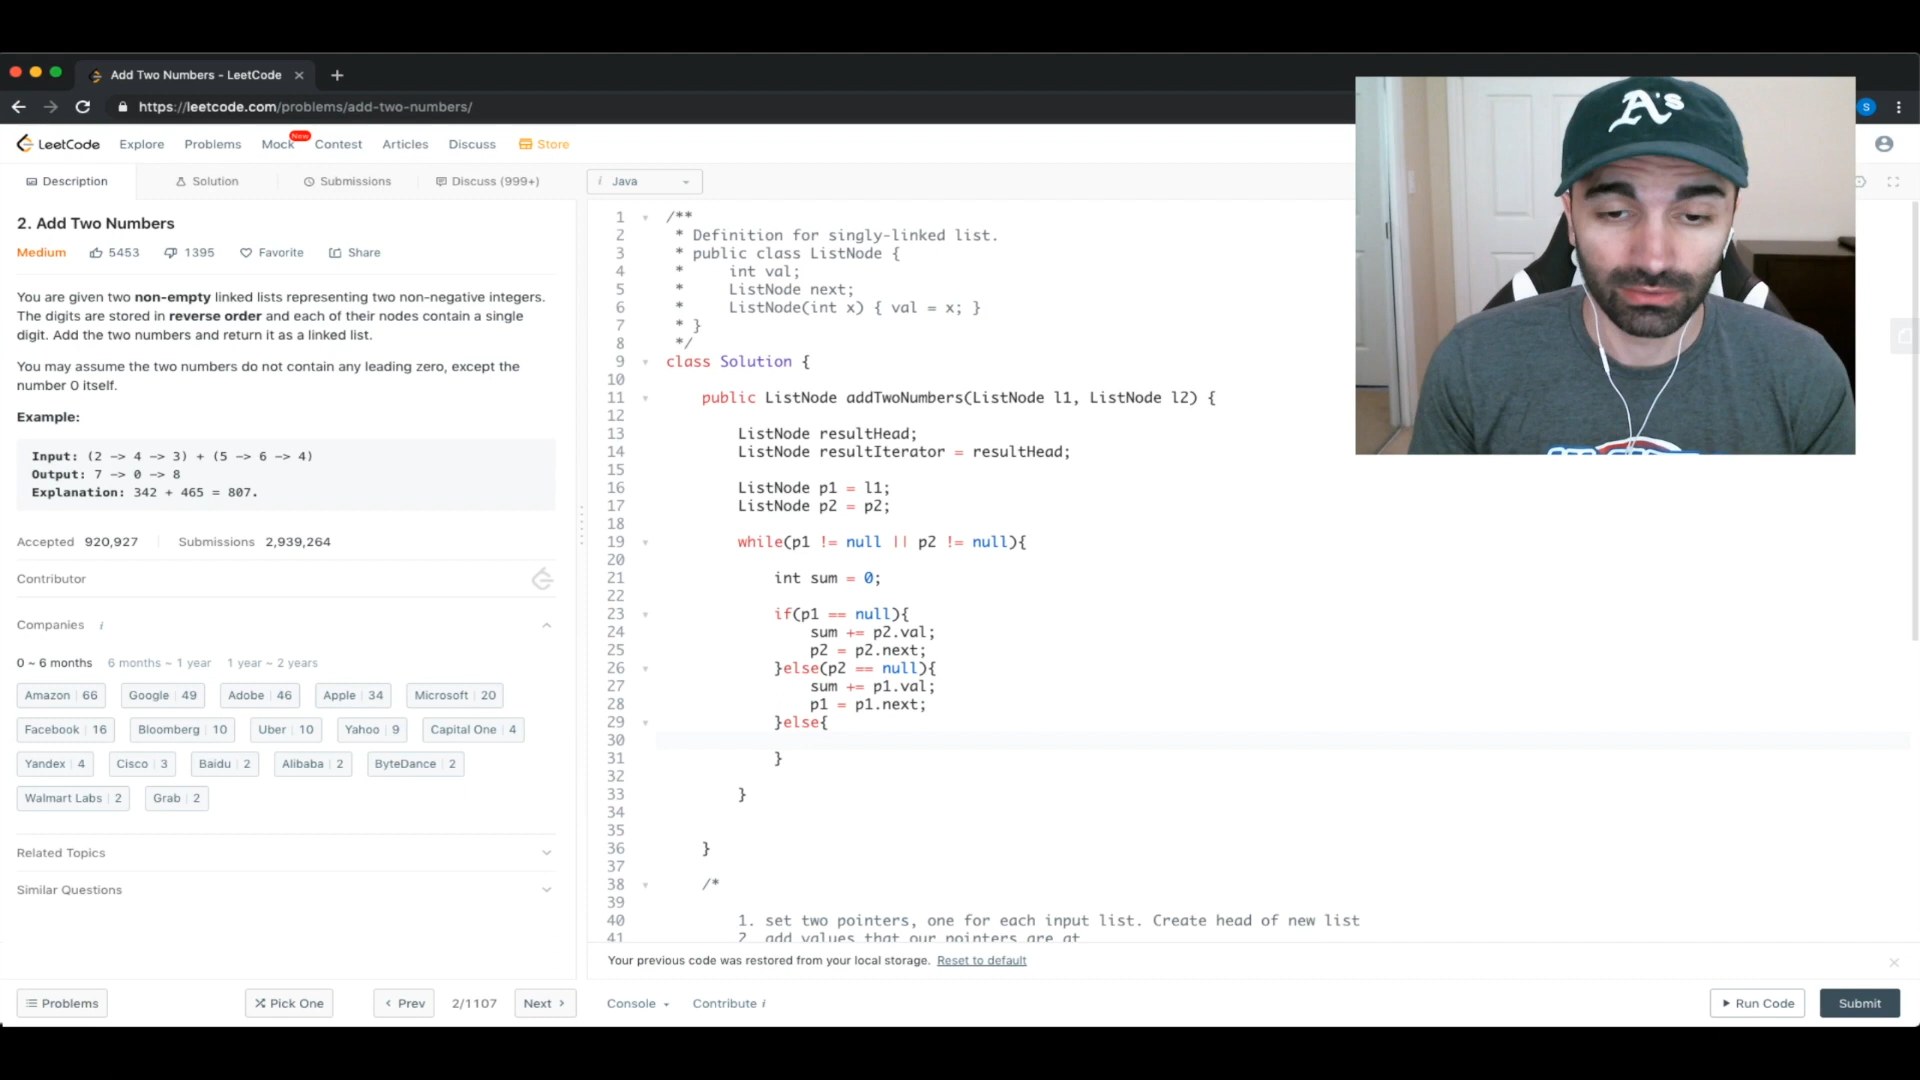 Add Two Numbers - LeetCode
https://leetcode.com/problems/add-two-numbers/
S
LeetCode
Explore
Problems
Mock
New
Contest
Articles
Discuss
Store
Description
Solution
Submissions
Discuss (999+)
i Java
2. Add Two Numbers
Medium 5453 1395 Favorite Share
You are given two non-empty linked lists representing two non-negative integers.
The digits are stored in reverse order and each of their nodes contain a single
digit. Add the two numbers and return it as a linked list.
You may assume the two numbers do not contain any leading zero, except the
number 0 itself.
Example:
Input: (2 -> 4 -> 3) + (5 -> 6 -> 4)
Output: 7 -> 0 -> 8
Explanation: 342 + 465 = 807.
Accepted 920,927 Submissions 2,939,264
Contributor
Companies i
0 ~ 6 months 6 months ~ 1 year 1 year ~ 2 years
Amazon | 66 Google | 49 Adobe | 46 Apple | 34 Microsoft | 20
Facebook | 16 Bloomberg | 10 Uber | 10 Yahoo | 9 Capital One | 4
Yandex | 4 Cisco | 3 Baidu | 2 Alibaba | 2 ByteDance | 2
Walmart Labs | 2 Grab | 2
Related Topics
Similar Questions
Problems
Pick One
Prev
2/1107
Next
1 /**
2 * Definition for singly-linked list.
3 * public class ListNode {
4 * int val;
5 * ListNode next;
6 * ListNode(int x) { val = x; }
7 * }
8 */
9 class Solution {
10
11 public ListNode addTwoNumbers(ListNode l1, ListNode l2) {
12
13 ListNode resultHead;
14 ListNode resultIterator = resultHead;
15
16 ListNode p1 = l1;
17 ListNode p2 = p2;
18
19 while(p1 != null || p2 != null){
20
21 int sum = 0;
22
23 if(p1 == null){
24 sum += p2.val;
25 p2 = p2.next;
26 }else(p2 == null){
27 sum += p1.val;
28 p1 = p1.next;
29 }else{
30
31 }
32
33 }
34
35
36 }
37
38 /*
39
40 1. set two pointers, one for each input list. Create head of new list
41 2. add values that our pointers are at
Your previous code was restored from your local storage. Reset to default
Console
Contribute i
Run Code
Submit
A's